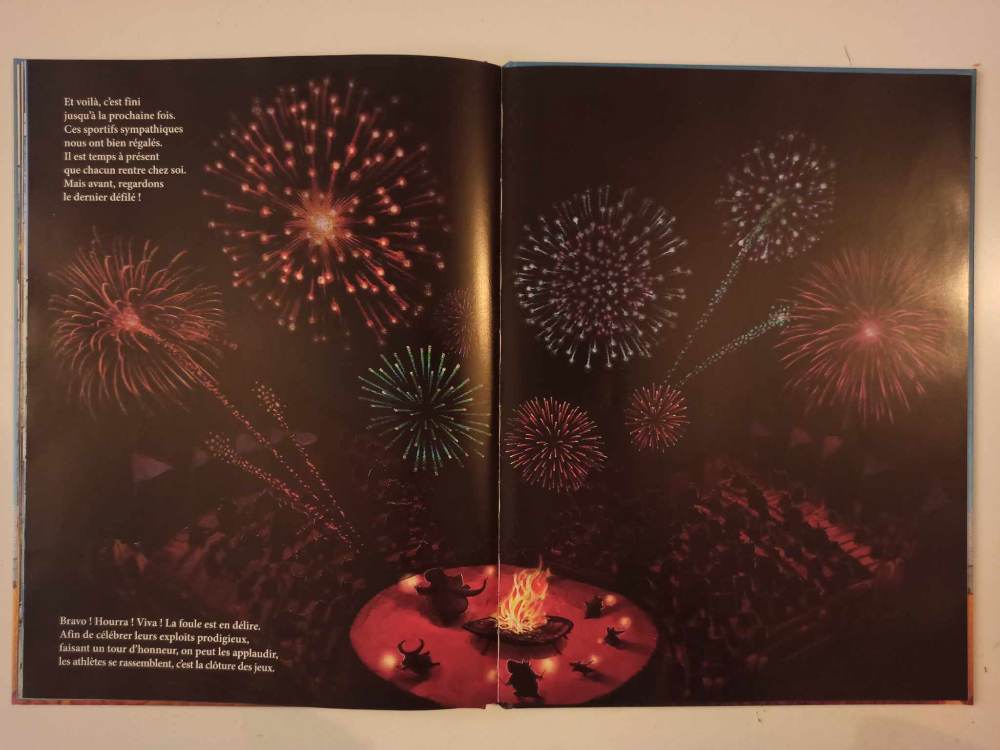 Et voilà, c’est fini
jusqu’à la prochaine fois.
Ces sportifs sympathiques
nous ont bien régalés.
Il est temps à présent
que chacun rentre chez soi.
Mais avant, regardons
le dernier défilé !
Bravo ! Hourra ! Viva ! La foule est en délire.
Afin de célébrer leurs exploits prodigieux,
faisant un tour d’honneur, on peut les applaudir,
les athlètes se rassemblent, c’est la clôture des jeux.